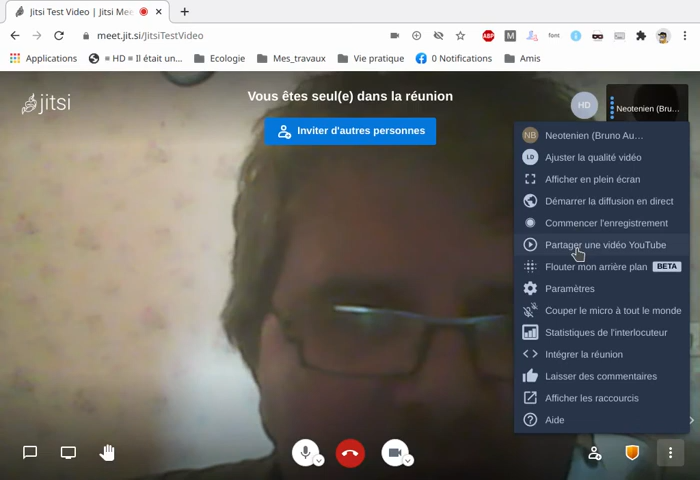 Jitsi Test Video | Jitsi Mee
meet.jit.si/JitsiTestVideo
ABP
M
font
Applications
= HD = Il était un...
Ecologie
Mes_travaux
Vie pratique
0 Notifications
Amis
jitsi
Vous êtes seul(e) dans la réunion
Inviter d'autres personnes
HD
Neotenien (Bru...
NB Neotenien (Bruno Au...
LD Ajuster la qualité vidéo
Afficher en plein écran
Démarrer la diffusion en direct
Commencer l'enregistrement
Partager une vidéo YouTube
Flouter mon arrière plan BETA
Paramètres
Couper le micro à tout le monde
Statistiques de l'interlocuteur
Intégrer la réunion
Laisser des commentaires
Afficher les raccourcis
Aide